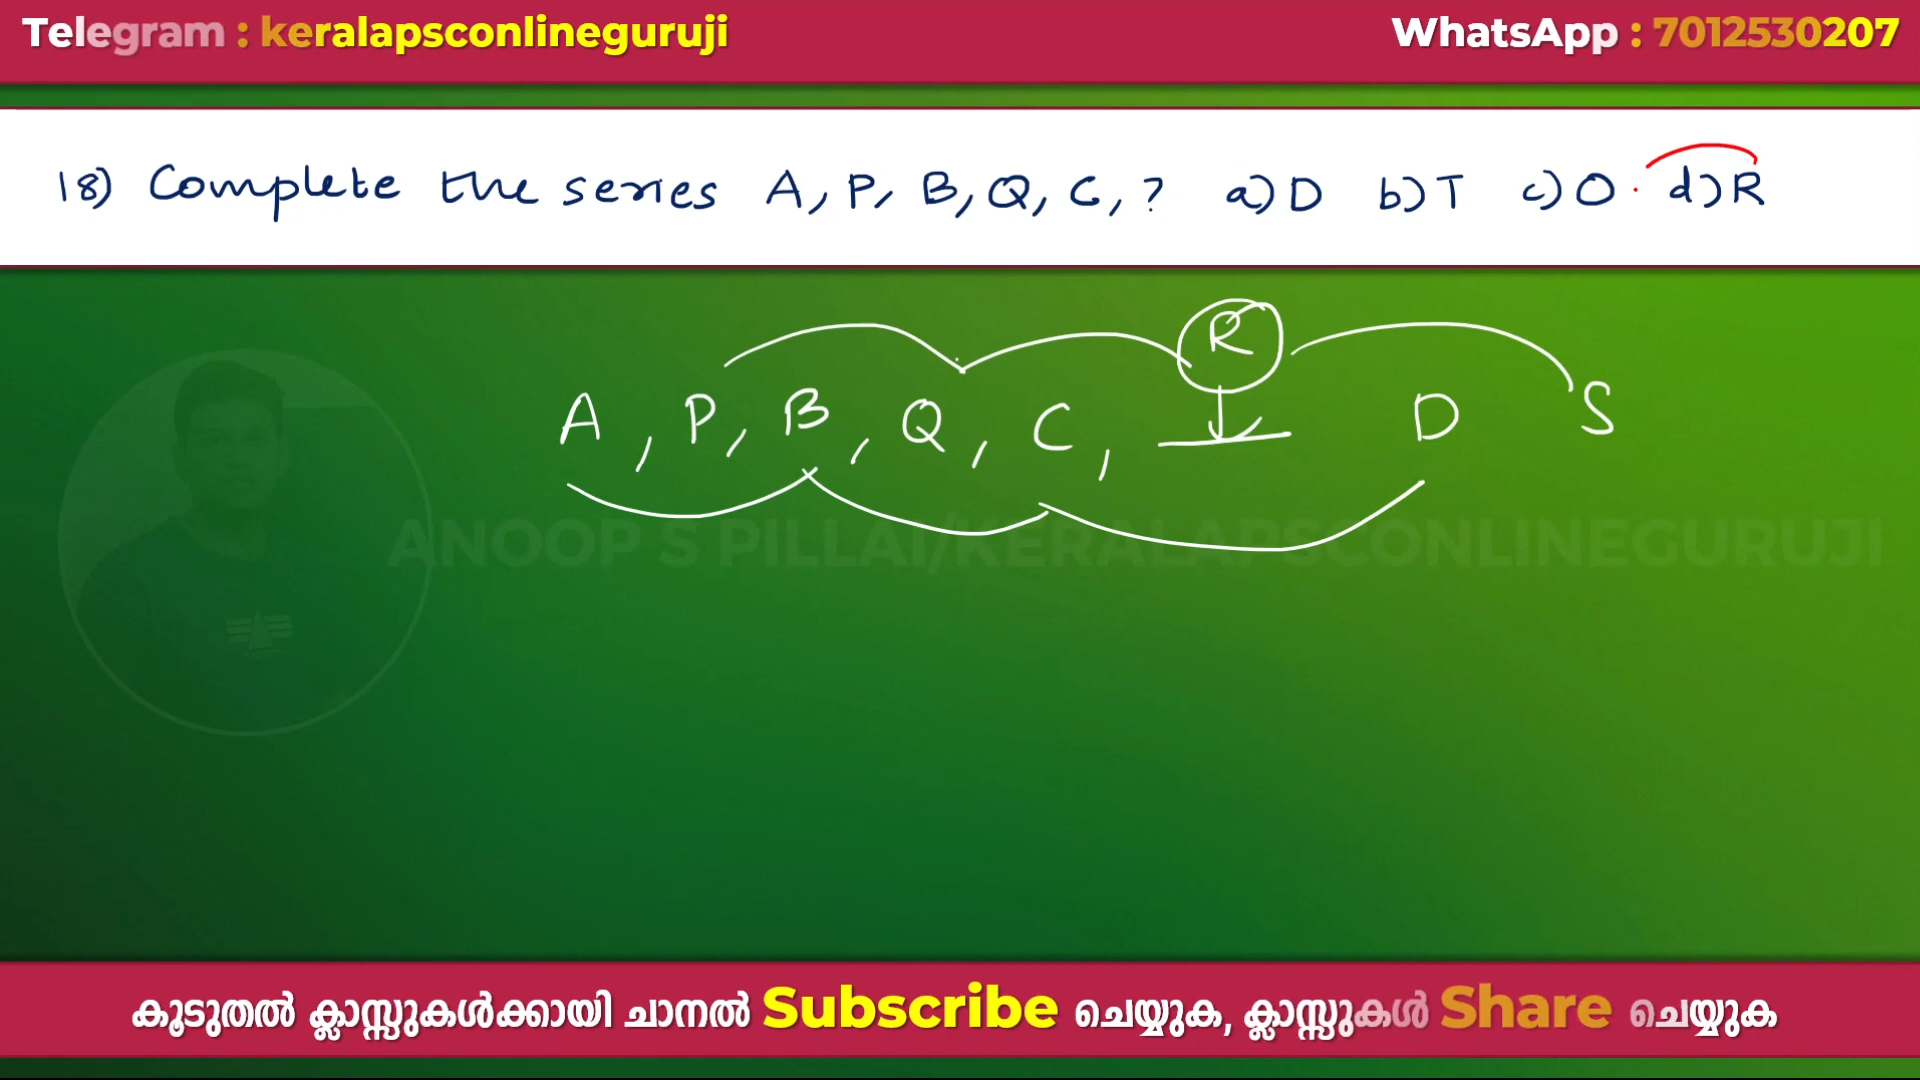 Telegram : keralapsconlineguruji WhatsApp : 7012530207
18) Complete the series A, P, B, Q, C, ? a) D b) T c) O . d) R
R
A , P, B , Q , C , D S
ANOOP S PILLAI/KERALAPSCONLINEGURUJI
കൂടുതൽ ക്ലാസ്സുകൾക്കായി ചാനൽ Subscribe ചെയ്യുക, ക്ലാസ്സുകൾ Share ചെയ്യുക